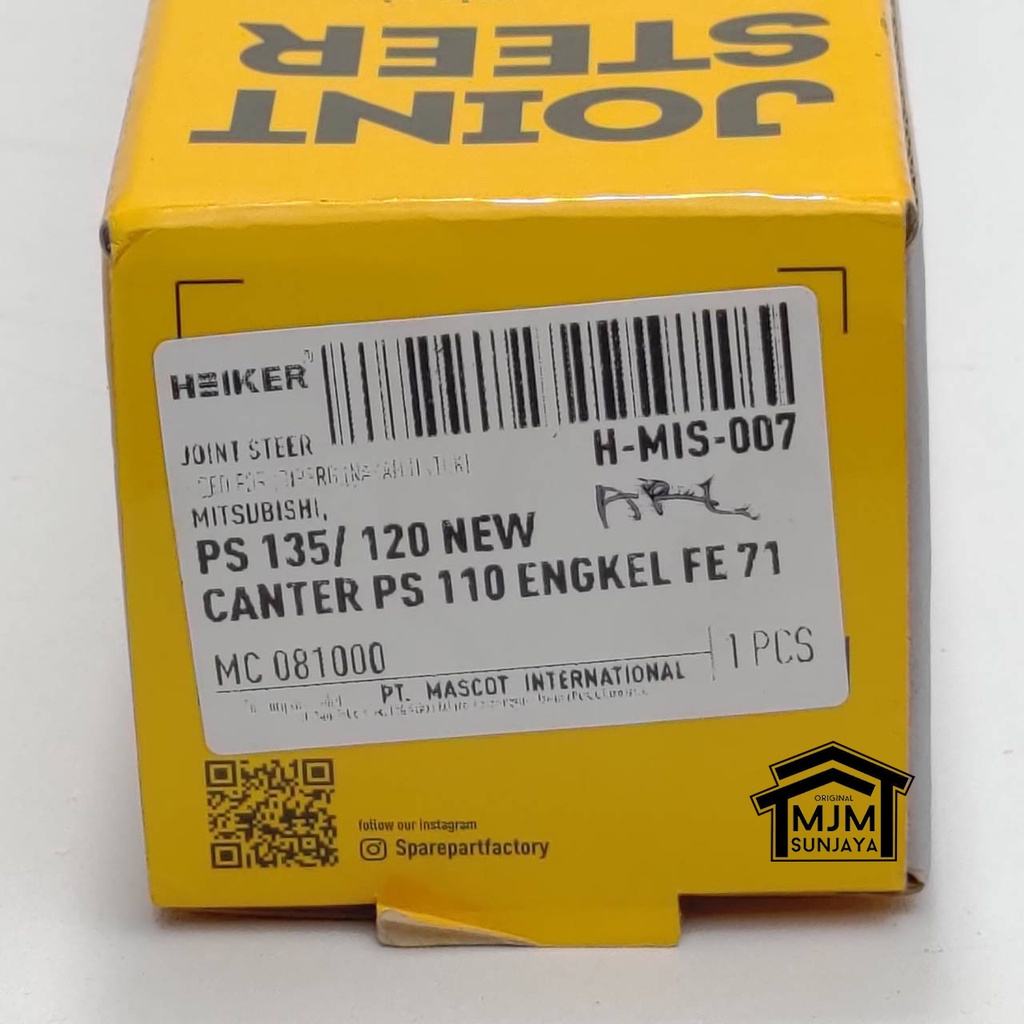 JOINT
STEER
HEIKER
H-MIS-007
JOINT STEER
MITSUBISHI,
PS 135/ 120 NEW
CANTER PS 110 ENGKEL FE 71
MC 081000
1 PCS
PT. MASCOT INTERNATIONAL
follow our instagram
Sparepartfactory
ORIGINAL
MJM
SUNJAYA